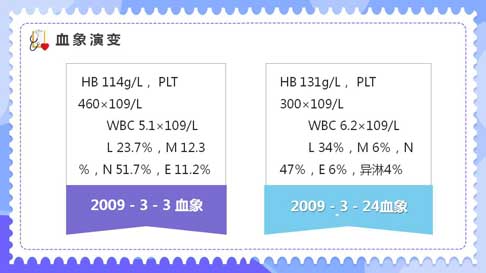 血象演变
HB 114g/L， PLT
460×109/L
WBC 5.1×109/L
L 23.7%，M 12.3
%，N 51.7%，E 11.2%
2009 - 3 - 3 血象
HB 131g/L， PLT
300×109/L
WBC 6.2×109/L
L 34%，M 6%，N
47%，E 6%，异淋4%
2009 - 3 - 24血象